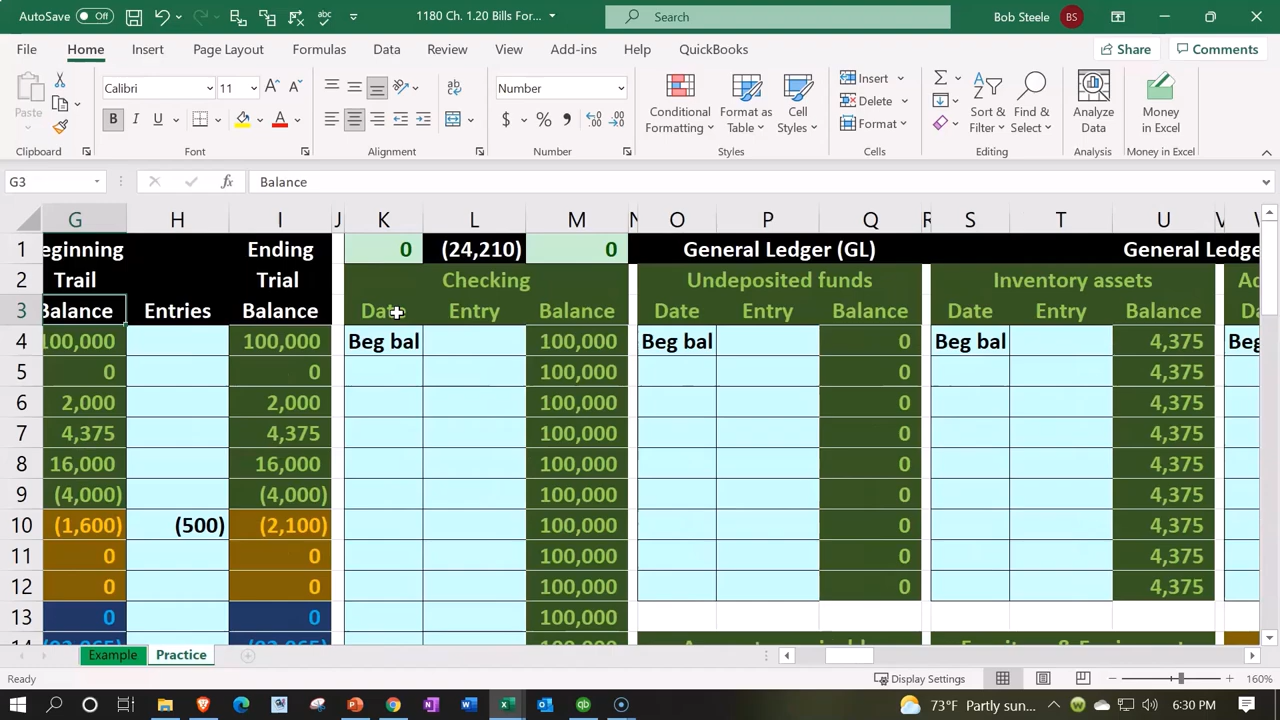 AutoSave Off 1180 Ch. 1.20 Bills For... Search Bob Steele BS
File Home Insert Page Layout Formulas Data Review View Add-ins Help QuickBooks Share Comments
Paste Calibri 11 Number Conditional Formatting Format as Table Cell Styles Insert Delete Format Sort & Filter Find & Select Analyze Data Money in Excel
Clipboard Font Alignment Number Styles Cells Editing Analysis Money in Excel
G3 fx Balance
G H I J K L M N O P Q R S T U V
1 eginning Ending 0 (24,210) 0 General Ledger (GL) General Ledge
2 Trail Trial Checking Undeposited funds Inventory assets Ac
3 Balance Entries Balance Date Entry Balance Date Entry Balance Date Entry Balance Da
4 100,000 100,000 Beg bal 100,000 Beg bal 0 Beg bal 4,375 Beg
5 0 0 100,000 0 4,375
6 2,000 2,000 100,000 0 4,375
7 4,375 4,375 100,000 0 4,375
8 16,000 16,000 100,000 0 4,375
9 (4,000) (4,000) 100,000 0 4,375
10 (1,600) (500) (2,100) 100,000 0 4,375
11 0 0 100,000 0 4,375
12 0 0 100,000 0 4,375
13 0 0 100,000
Example Practice
Ready Display Settings 160%
73°F Partly sun... 6:30 PM